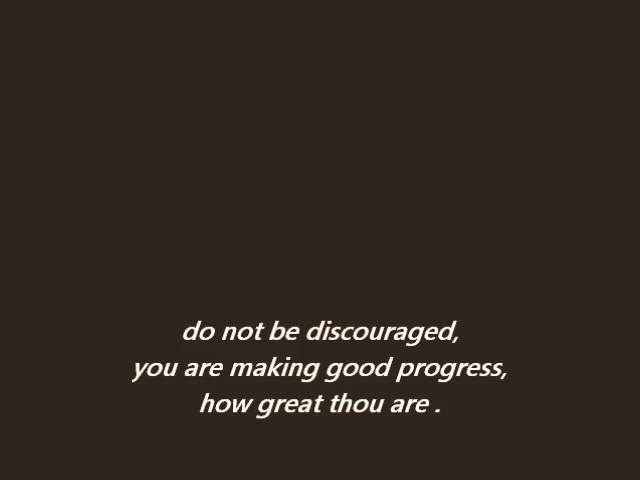 do not be discouraged,
you are making good progress,
how great thou are .